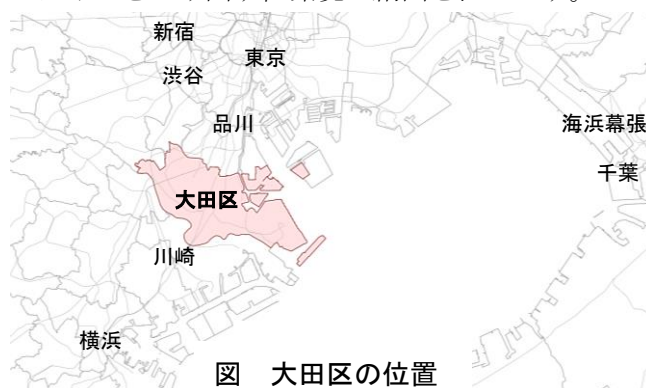 新宿
東京
渋谷
品川
海浜幕張
千葉
大田区
川崎
横浜
図　大田区の位置